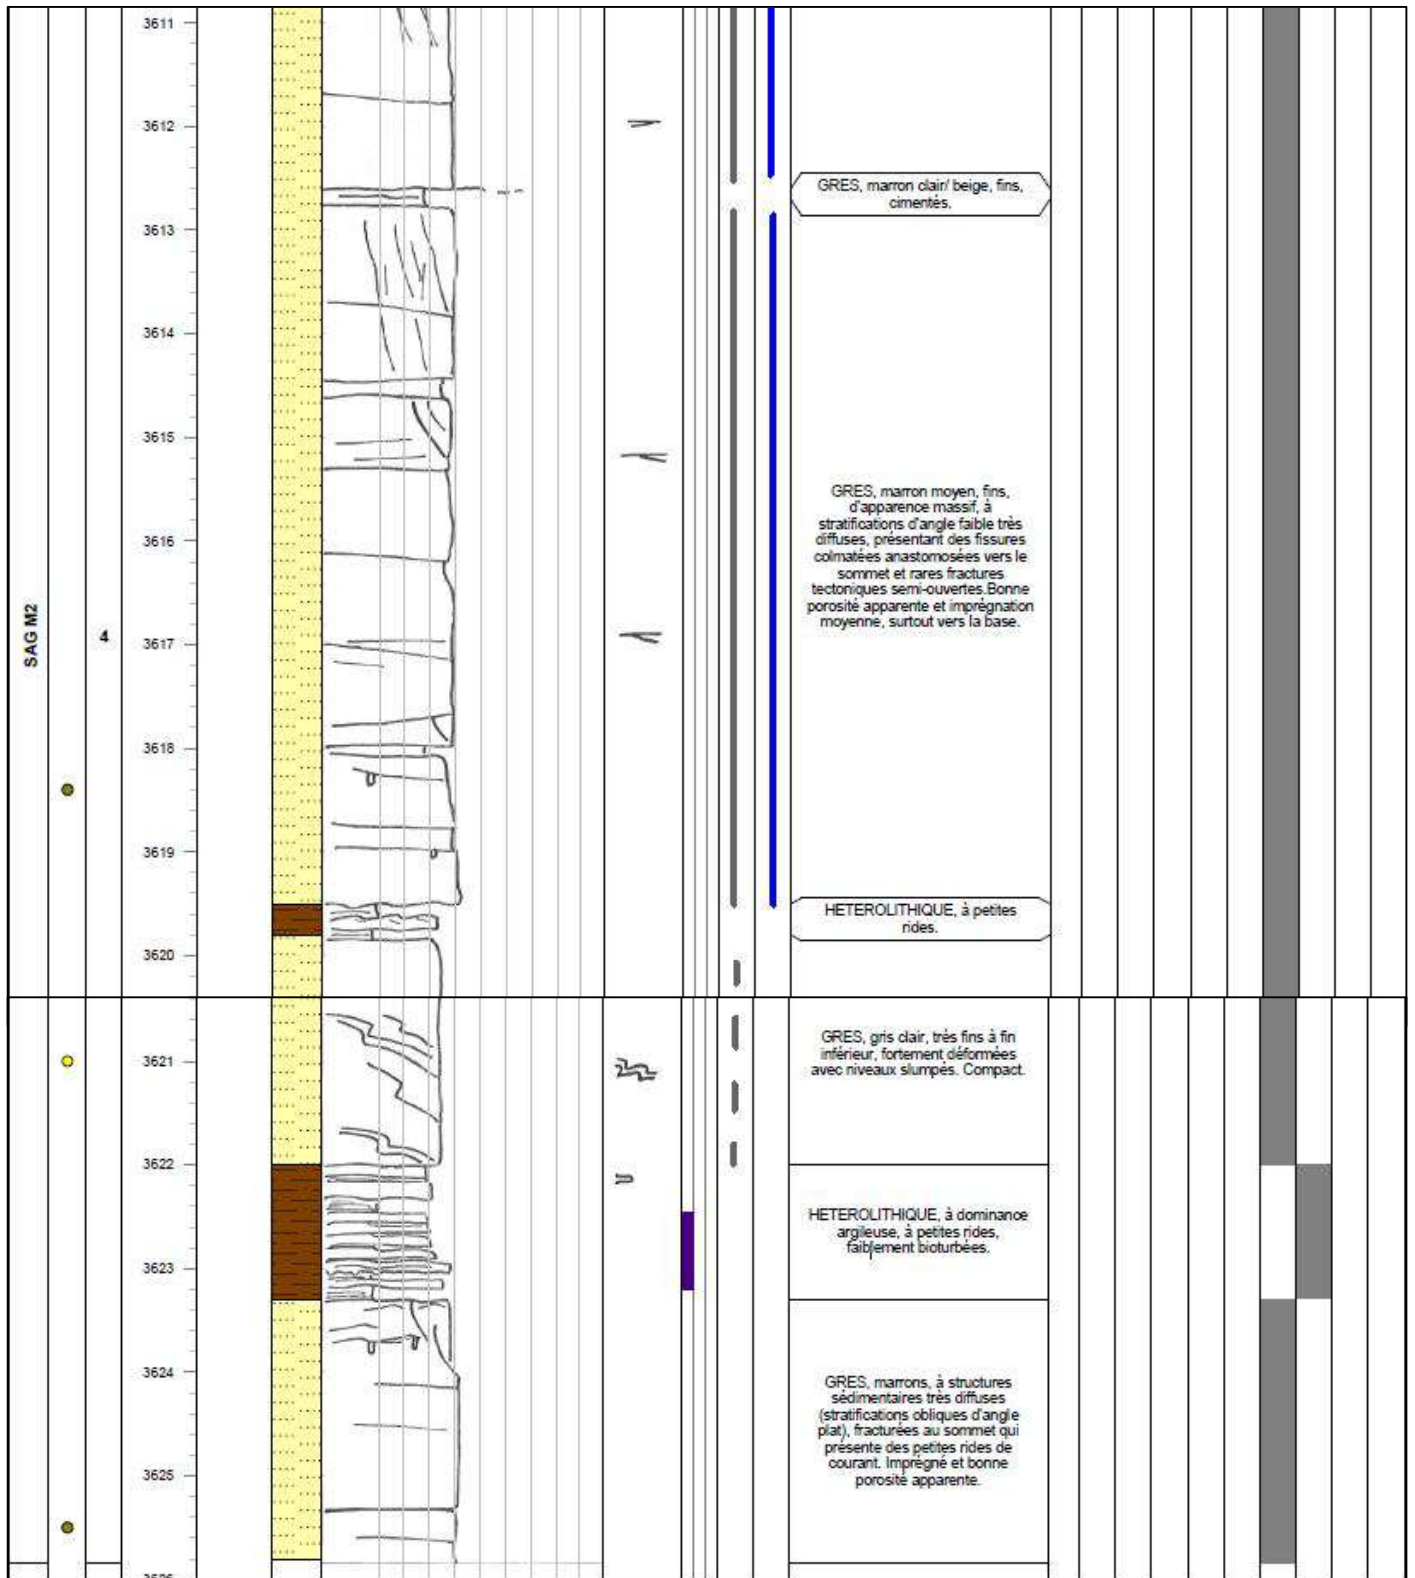 3611
3612
GRES, marron clair/ beige, fins,
cimentés.
3613
3614
3615
GRES, marron moyen, fins,
d'apparence massif, à
stratifications d'angle faible très
diffuses, présentant des fissures
colmatées anastomosées vers le
sommet et rares fractures
tectoniques semi-ouvertes.Bonne
porosité apparente et imprégnation
moyenne, surtout vers la base.
3616
SAG M2
4
3617
3618
3619
HETEROLITHIQUE, à petites
rides.
3620
GRES, gris clair, très fins à fin
inférieur, fortement déformées
avec niveaux slumpés. Compact.
3621
3622
HETEROLITHIQUE, à dominance
argileuse, à petites rides,
faiblement bioturbées.
3623
3624
GRES, marrons, à structures
sédimentaires très diffuses
(stratifications obliques d'angle
plat), fracturées au sommet qui
présente des petites rides de
courant. Imprégné et bonne
porosité apparente.
3625